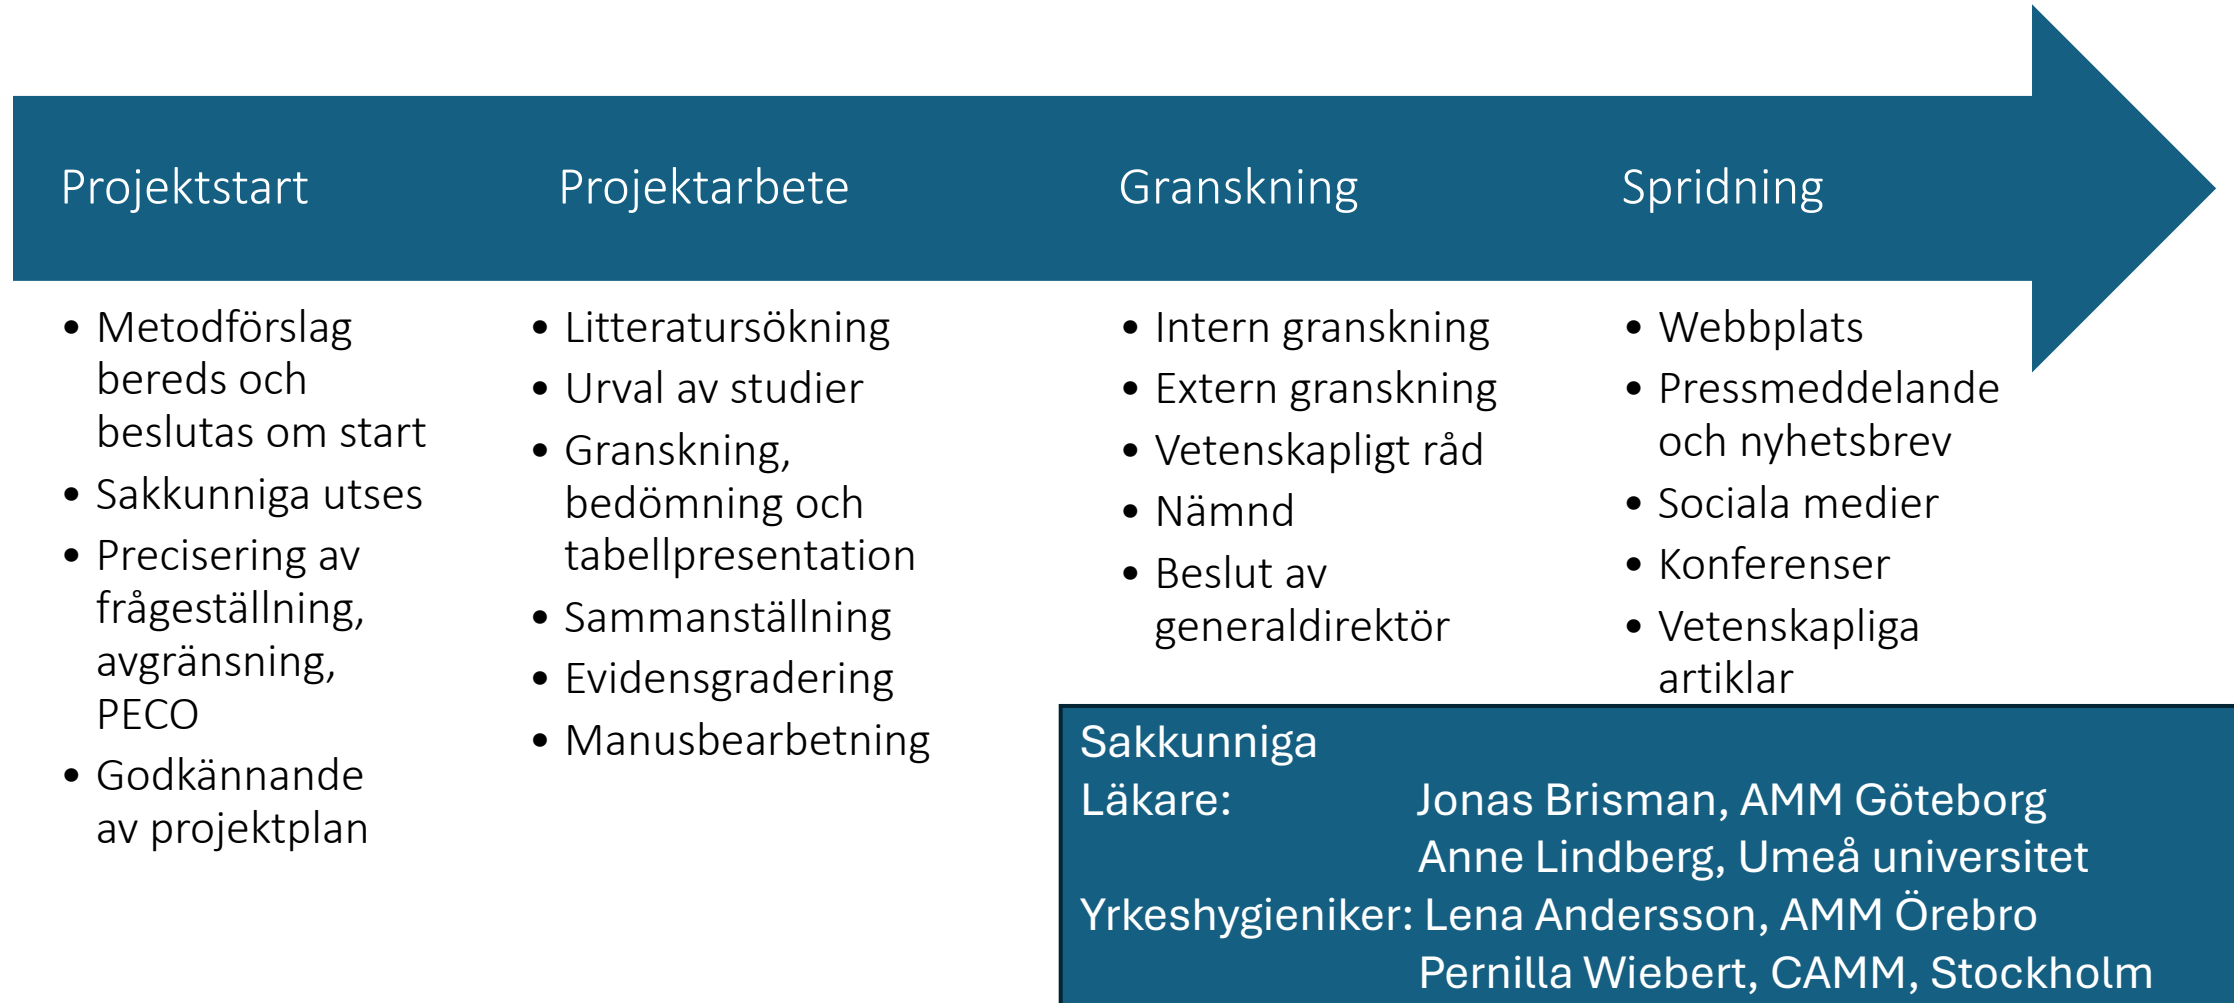 Projektstart
Projektarbete
Granskning
Spridning
• Metodförslag
bereds och
beslutas om start
• Sakkunniga utses
• Precisering av
frågeställning,
avgränsning,
PECO
• Godkännande
av projektplan
• Litteratursökning
• Urval av studier
• Granskning,
bedömning och
tabellpresentation
• Sammanställning
• Evidensgradering
• Manusbearbetning
• Intern granskning
• Extern granskning
• Vetenskapligt råd
• Nämnd
• Beslut av
generaldirektör
• Webbplats
• Pressmeddelande
och nyhetsbrev
• Sociala medier
• Konferenser
• Vetenskapliga
artiklar
Sakkunniga
Läkare: Jonas Brisman, AMM Göteborg
Anne Lindberg, Umeå universitet
Yrkeshygieniker: Lena Andersson, AMM Örebro
Pernilla Wiebert, CAMM, Stockholm